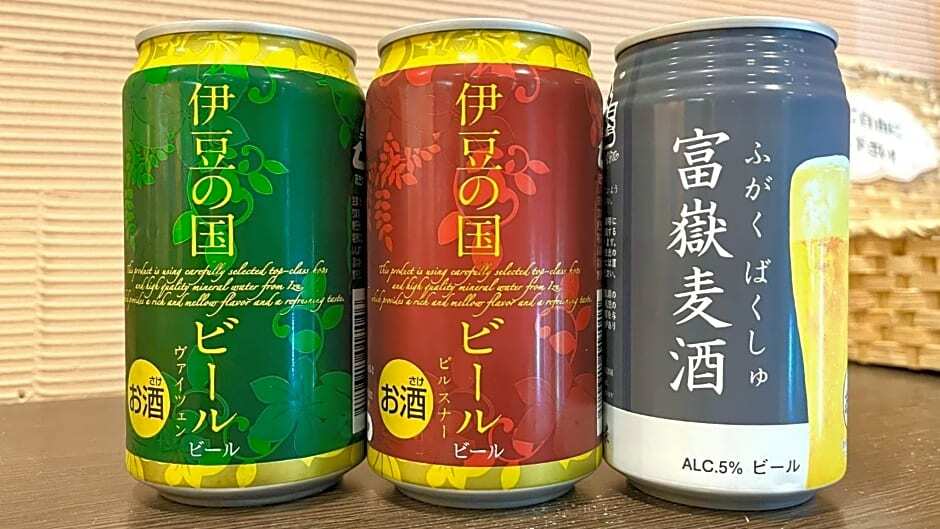 伊豆の国
ビール
This product is using carefully selected top-class hops
and high quality mineral water from Izu,
provides a rich and mellow flavor and a refreshing taste.
ヴァイツェン
さけ
お酒
ビール
伊豆の国
ビール
This product is using carefully selected top-class hops
and high quality mineral water from Izu,
which provides a rich and mellow flavor and a refreshing taste
ピルスナー
さけ
お酒
ビール
ふがくばくしゅ
富嶽麦酒
ALC.5% ビール